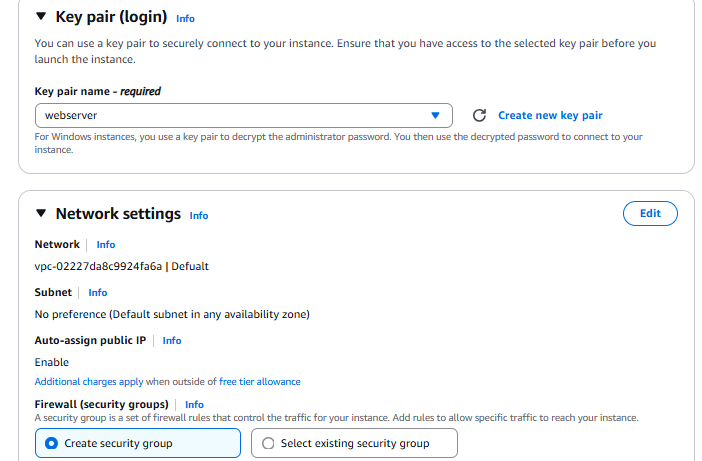 Key pair (login) Info
You can use a key pair to securely connect to your instance. Ensure that you have access to the selected key pair before you
launch the instance.
Key pair name - required
webserver
Create new key pair
For Windows instances, you use a key pair to decrypt the administrator password. You then use the decrypted password to connect to your
instance.
Network settings Info
Edit
Network Info
vpc-02227da8c9924fa6a | Defualt
Subnet Info
No preference (Default subnet in any availability zone)
Auto-assign public IP Info
Enable
Additional charges apply when outside of free tier allowance
Firewall (security groups) Info
A security group is a set of firewall rules that control the traffic for your instance. Add rules to allow specific traffic to reach your instance.
Create security group
Select existing security group